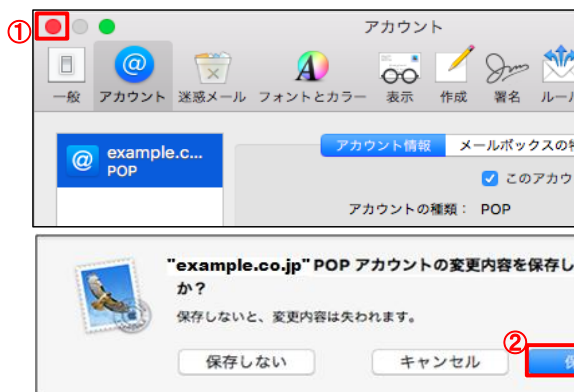 ①
アカウント
一般 アカウント 迷惑メール フォントとカラー 表示 作成 署名 ルール
example.c...
POP
アカウント情報 メールボックスの特
このアカウ
アカウントの種類： POP
"example.co.jp" POP アカウントの変更内容を保存し
か？
保存しないと、変更内容は失われます。
②
保存しない キャンセル 保